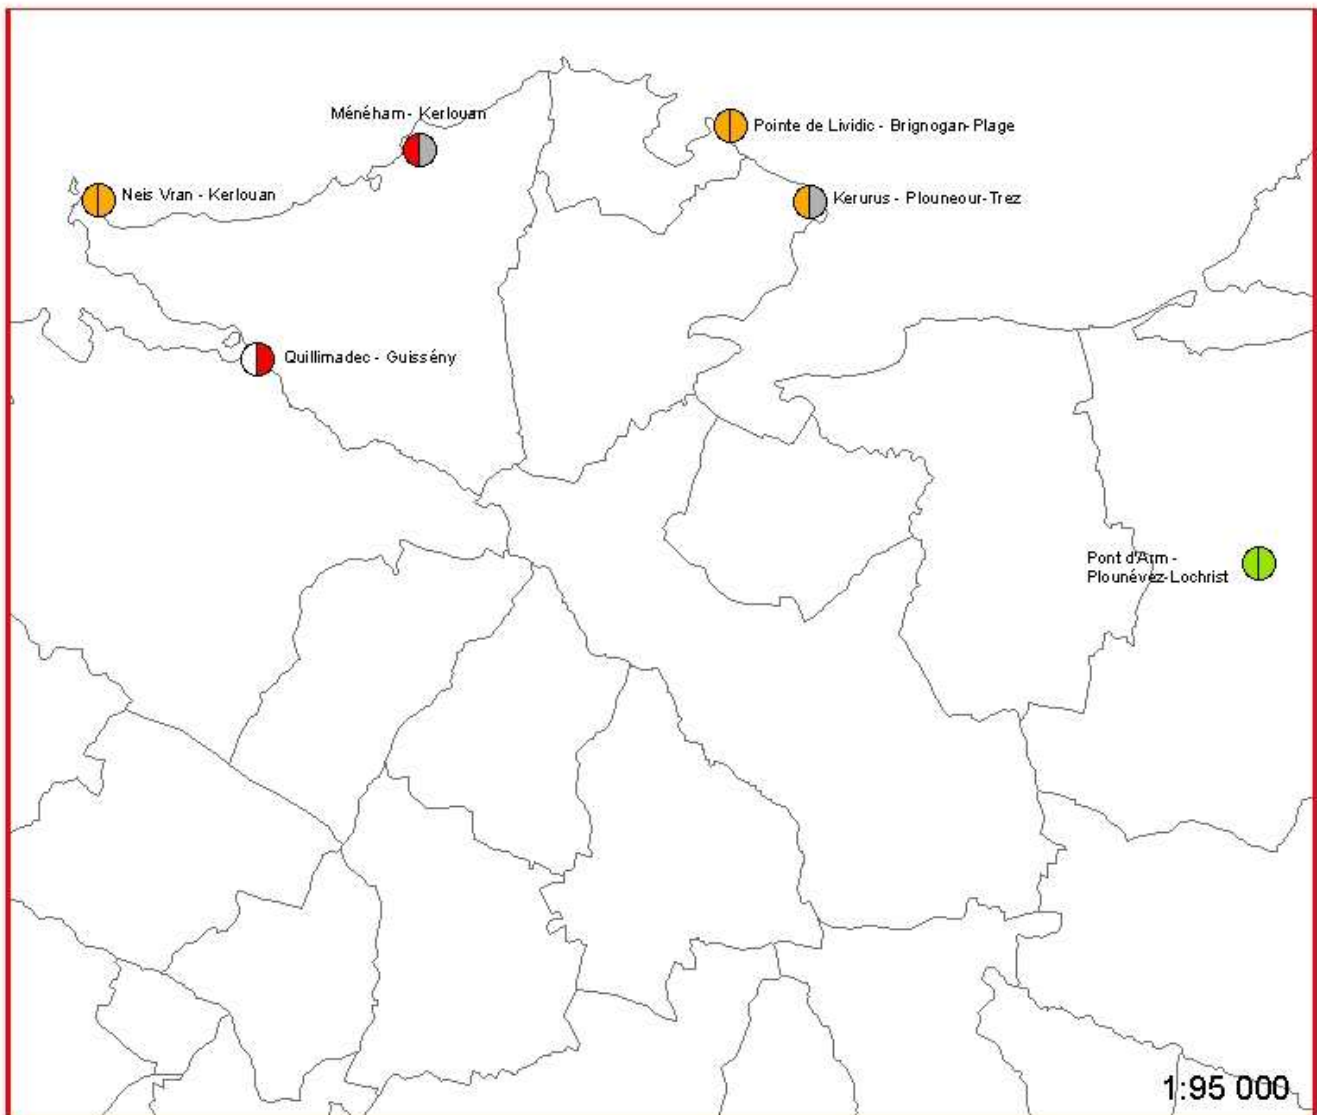 Ménéham - Kerlouan
Pointe de Lividic - Brignogan-Plage
Neis Vran - Kerlouan
Kerurus - Plouneour-Trez
Quillimadec - Guissény
Pont d'Arm -
Plounévez-Lochrist
1:95 000